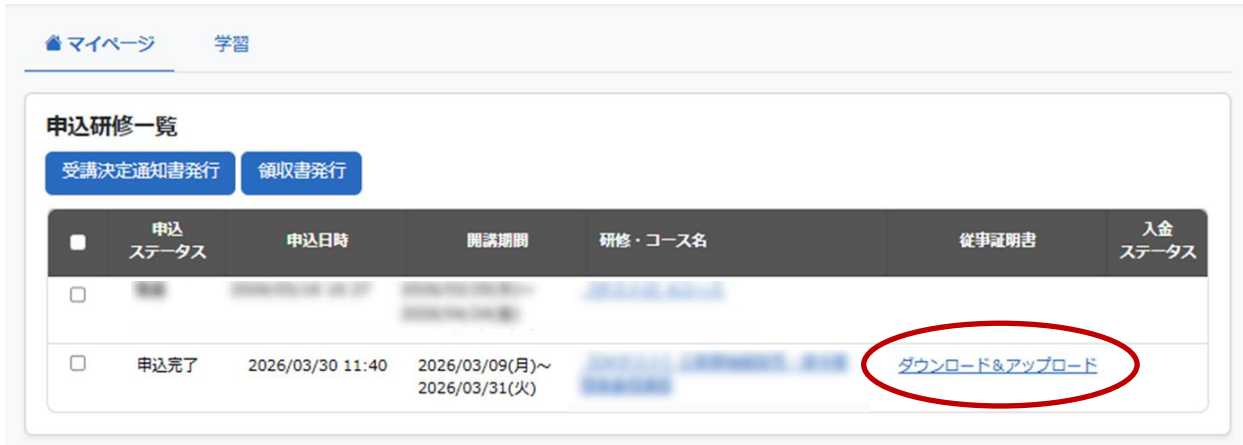 マイページ 学習
申込研修一覧
受講決定通知書発行 領収書発行
申込
ステータス 申込日時 開講期間 研修・コース名 従事証明書 入金
ステータス
申込完了 2026/03/30 11:40 2026/03/09(月)~ ダウンロード&アップロード
2026/03/31(火)